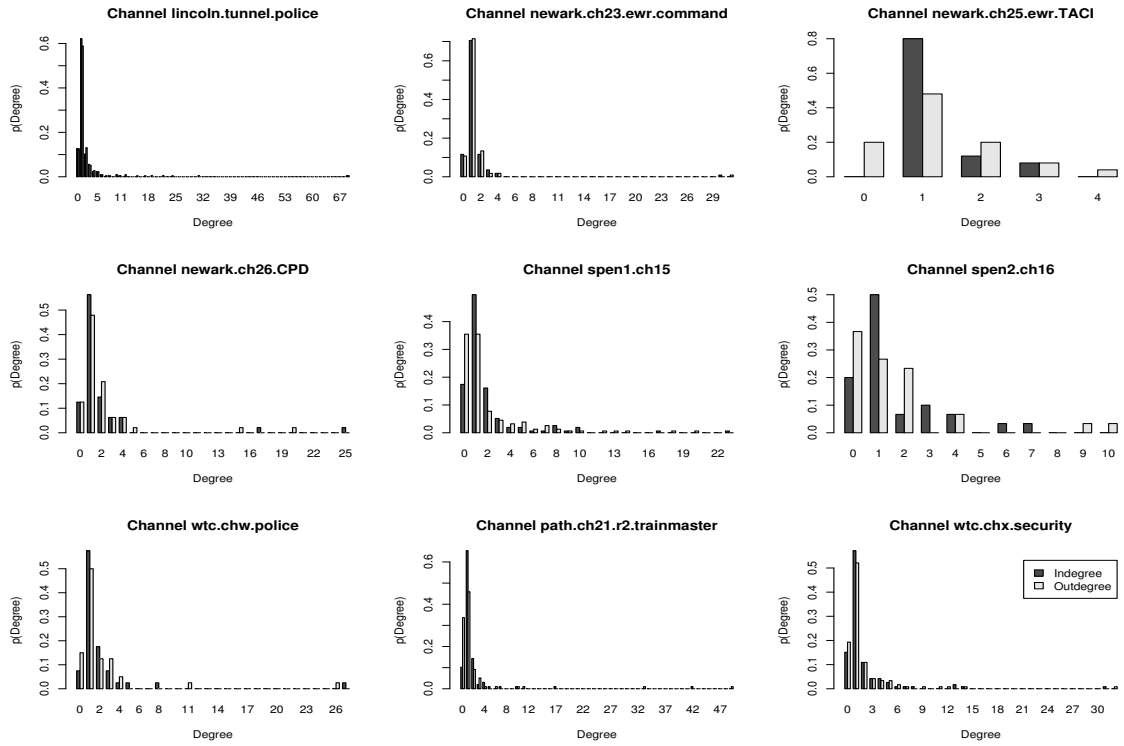 Channel lincoln.tunnel.police
p(Degree)
0.0 0.2 0.4 0.6
0 5 11 18 25 32 39 46 53 60 67
Degree
Channel newark.ch23.ewr.command
p(Degree)
0.0 0.2 0.4 0.6
0 2 4 6 8 11 14 17 20 23 26 29
Degree
Channel newark.ch25.ewr.TACI
p(Degree)
0.0 0.2 0.4 0.6 0.8
0 1 2 3 4
Degree
Channel newark.ch26.CPD
p(Degree)
0.0 0.1 0.2 0.3 0.4 0.5
0 2 4 6 8 10 13 16 19 22 25
Degree
Channel spen1.ch15
p(Degree)
0.0 0.1 0.2 0.3 0.4
0 2 4 6 8 10 13 16 19 22
Degree
Channel spen2.ch16
p(Degree)
0.0 0.1 0.2 0.3 0.4 0.5
0 1 2 3 4 5 6 7 8 9 10
Degree
Channel wtc.chw.police
p(Degree)
0.0 0.1 0.2 0.3 0.4 0.5
0 2 4 6 8 11 14 17 20 23 26
Degree
Channel path.ch21.r2.trainmaster
p(Degree)
0.0 0.2 0.4 0.6
0 4 8 12 17 22 27 32 37 42 47
Degree
Channel wtc.chx.security
p(Degree)
0.0 0.1 0.2 0.3 0.4 0.5
0 3 6 9 12 15 18 21 24 27 30
Degree
Indegree
Outdegree